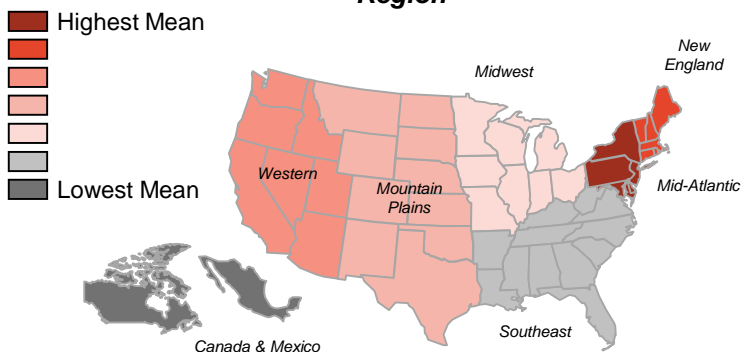 Region
Highest Mean
Lowest Mean
New
England
Midwest
Western
Mountain
Plains
Mid-Atlantic
Southeast
Canada & Mexico